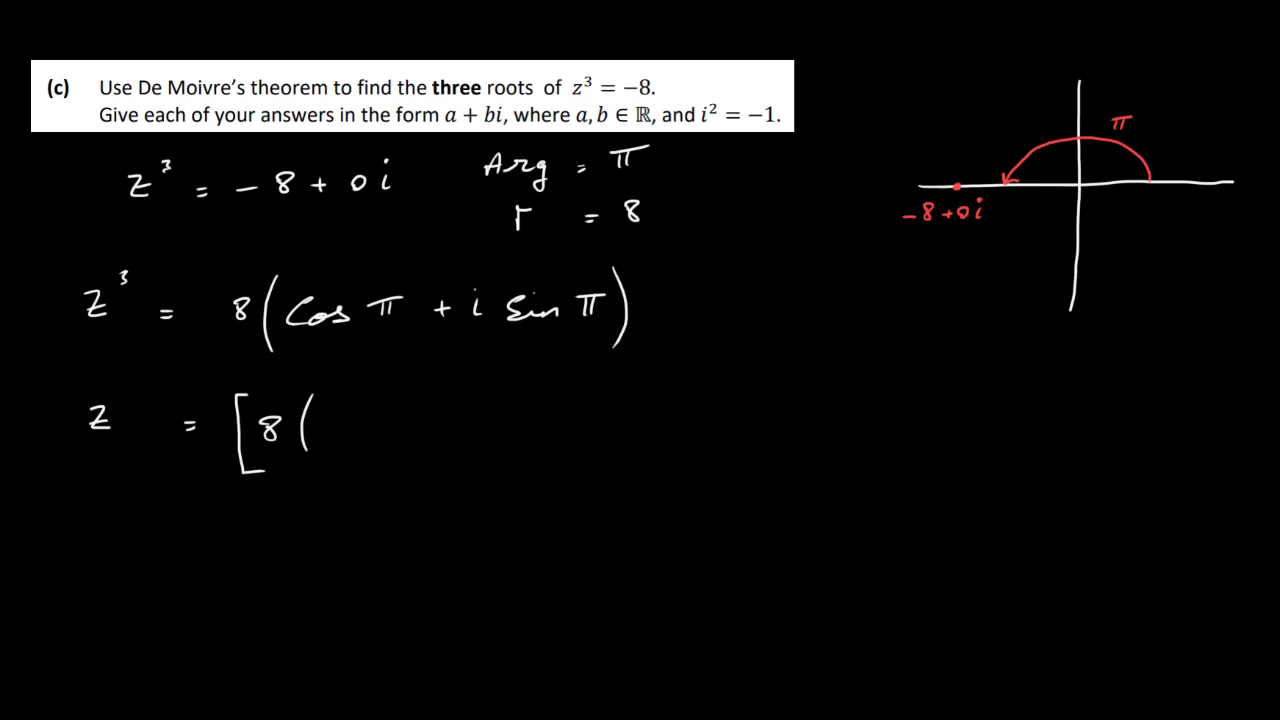 (c) Use De Moivre’s theorem to find the three roots of z³ = −8.
Give each of your answers in the form a + bi, where a, b ∈ ℝ, and i² = −1.
z³ = −8 + 0i
Arg = π
r = 8
π
−8+0i
z³ = 8(Cos π + i Sin π)
z = [8(